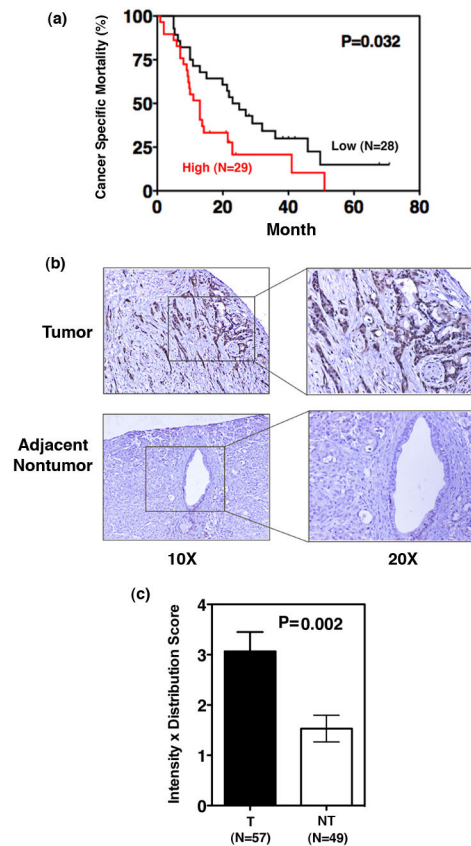 (a)
P=0.032
Cancer Specific Mortality (%)
100
75
50
25
0
Low (N=28)
High (N=29)
0 20 40 60 80
Month
(b)
Tumor
Adjacent
Nontumor
10X 20X
(c)
P=0.002
Intensity x Distribution Score
4
3
2
1
0
T NT
(N=57) (N=49)